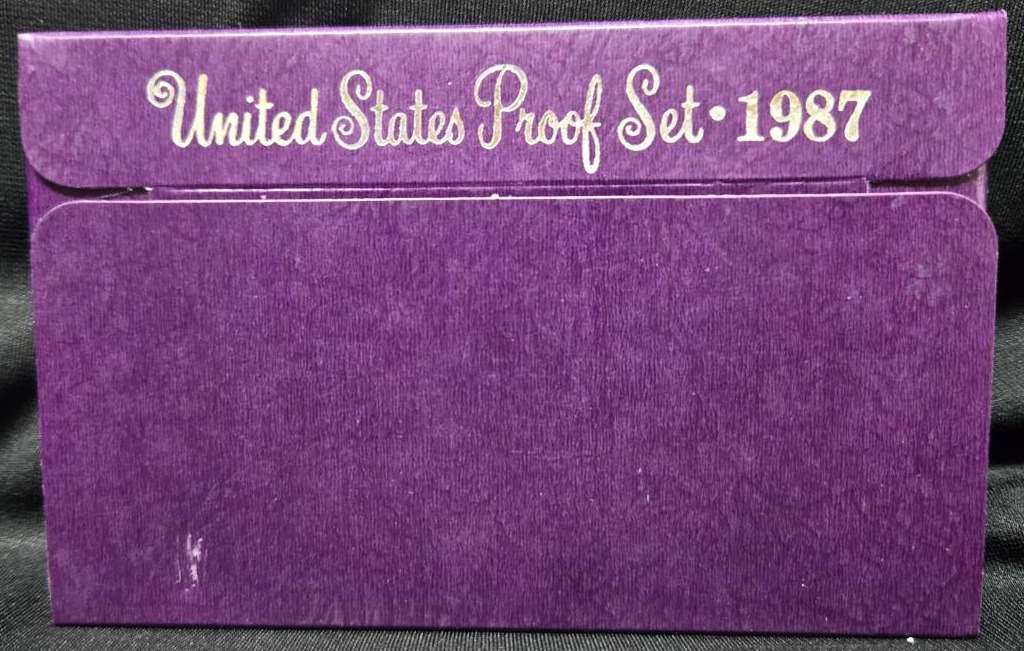 United States Proof Set • 1987